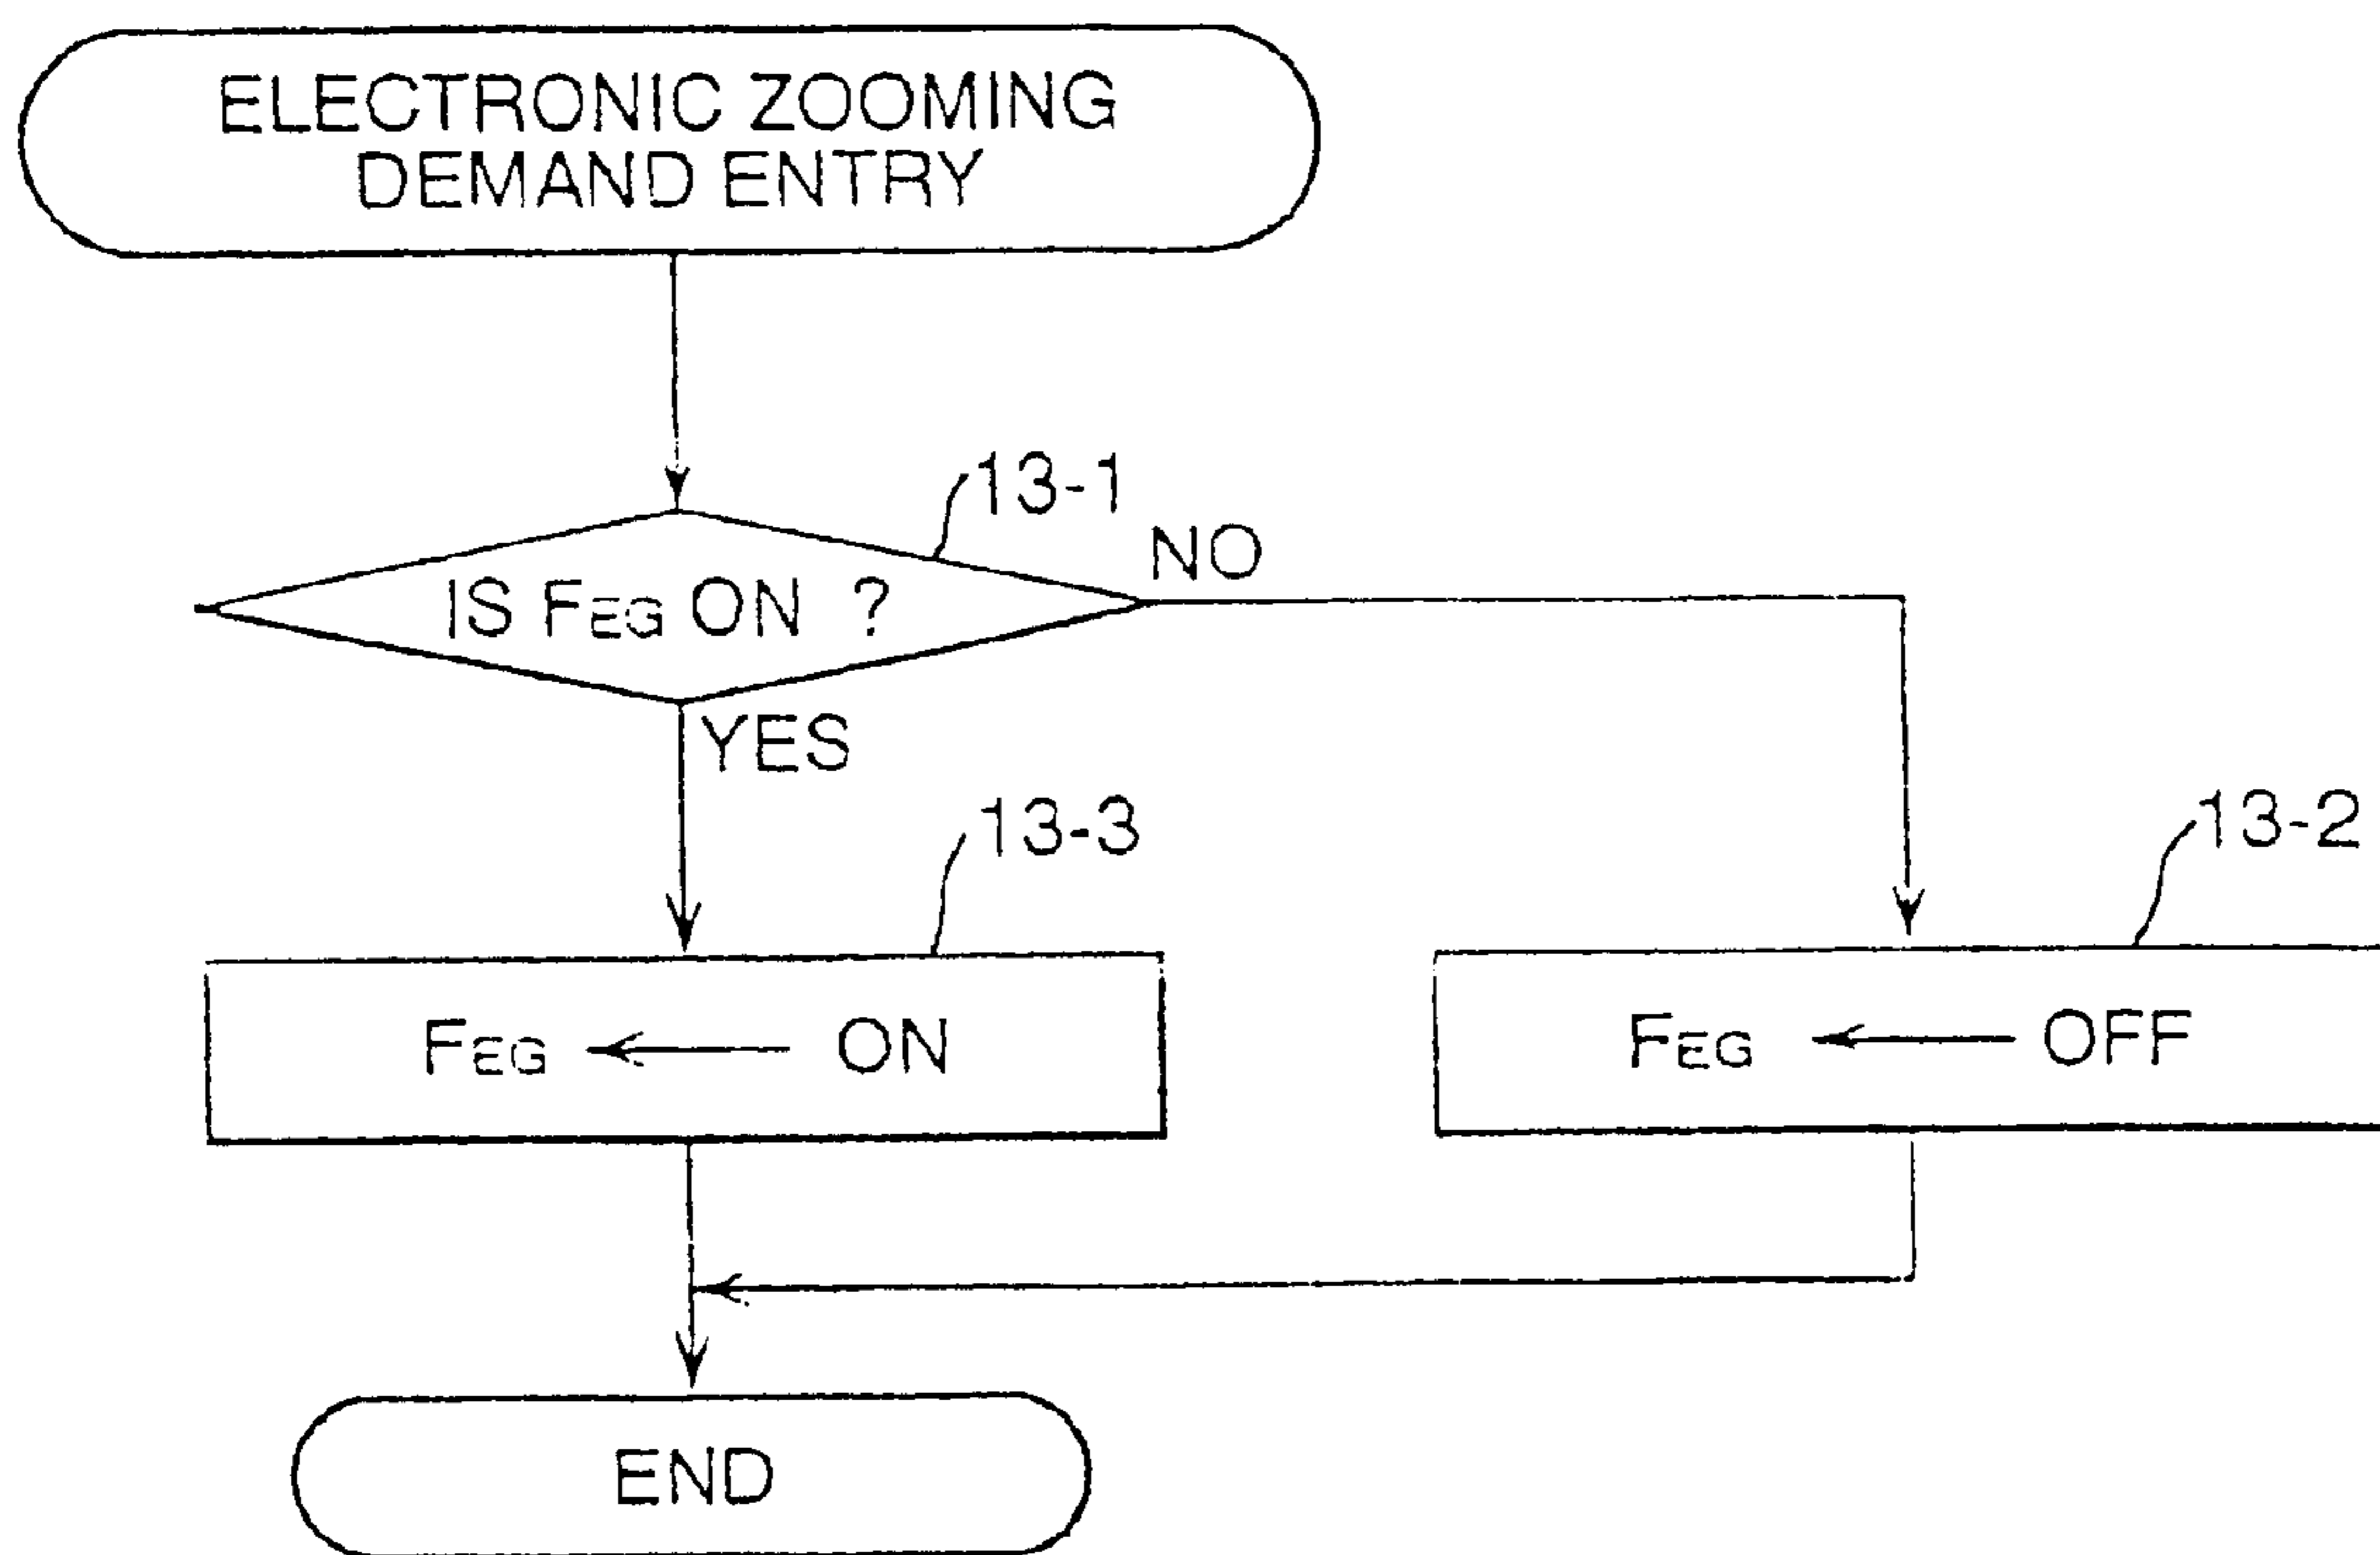 ELECTRONIC ZOOMING
DEMAND ENTRY
13-1
NO
IS FEG ON ?
YES
13-3
13-2
FEG ← ON
FEG ← OFF
END